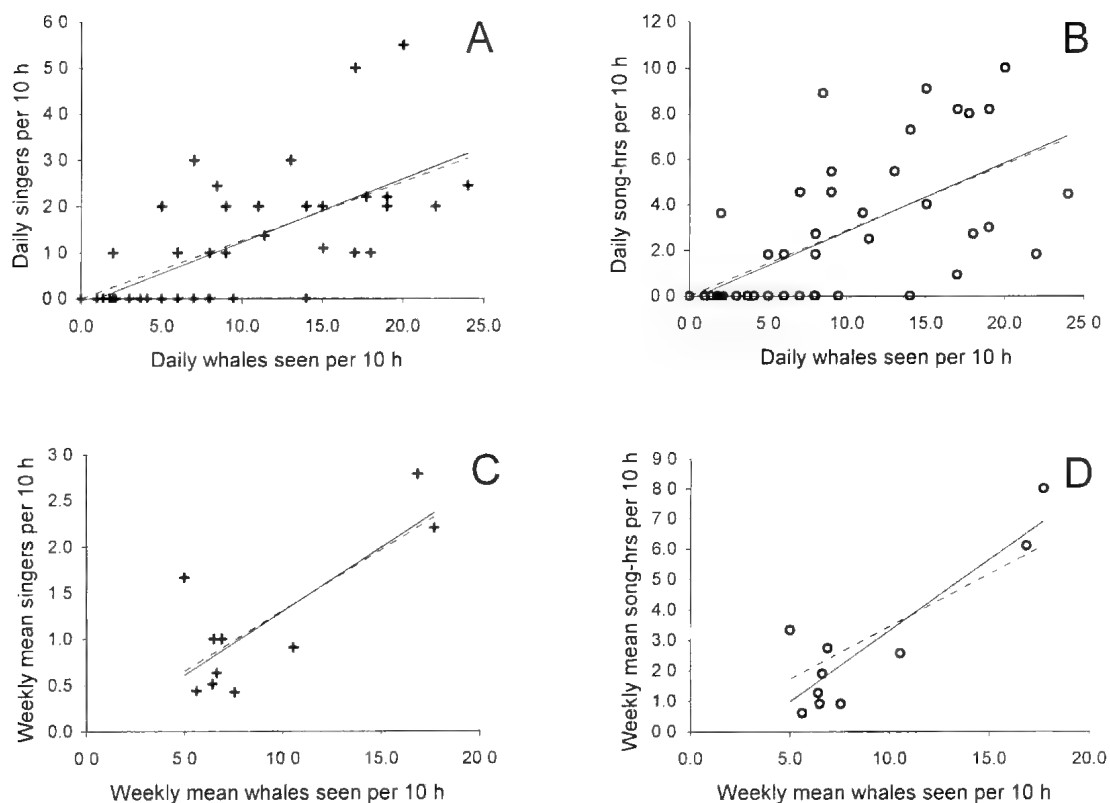 A
Daily singers per 10 h
6 0
5 0
4 0
3 0
2 0
1 0
0 0
0.0 5.0 10.0 15.0 20.0 25.0
Daily whales seen per 10 h
B
Daily song-hrs per 10 h
12 0
10.0
8.0
6.0
4.0
2.0
0.0
0 0 5 0 10.0 15.0 20.0 25.0
Daily whales seen per 10 h
C
Weekly mean singers per 10 h
3 0
2.5
2.0
1.5
1.0
0.5
0.0
0 0 5.0 10.0 15.0 20.0
Weekly mean whales seen per 10 h
D
Weekly mean song-hrs per 10 h
9 0
8.0
7.0
6.0
5 0
4.0
3.0
2.0
1.0
0.0
0.0 5.0 10.0 15.0 20.0
Weekly mean whales seen per 10 h